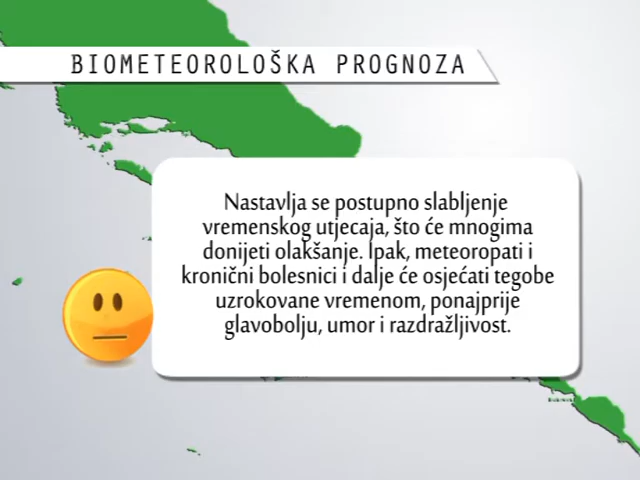 BIOMETEOROLOŠKA PROGNOZA
Nastavlja se postupno slabljenje
vremenskog utjecaja, što će mnogima
donijeti olakšanje. Ipak, meteoropati i
kronični bolesnici i dalje će osjećati tegobe
uzrokovane vremenom, ponajprije
glavobolju, umor i razdražljivost.